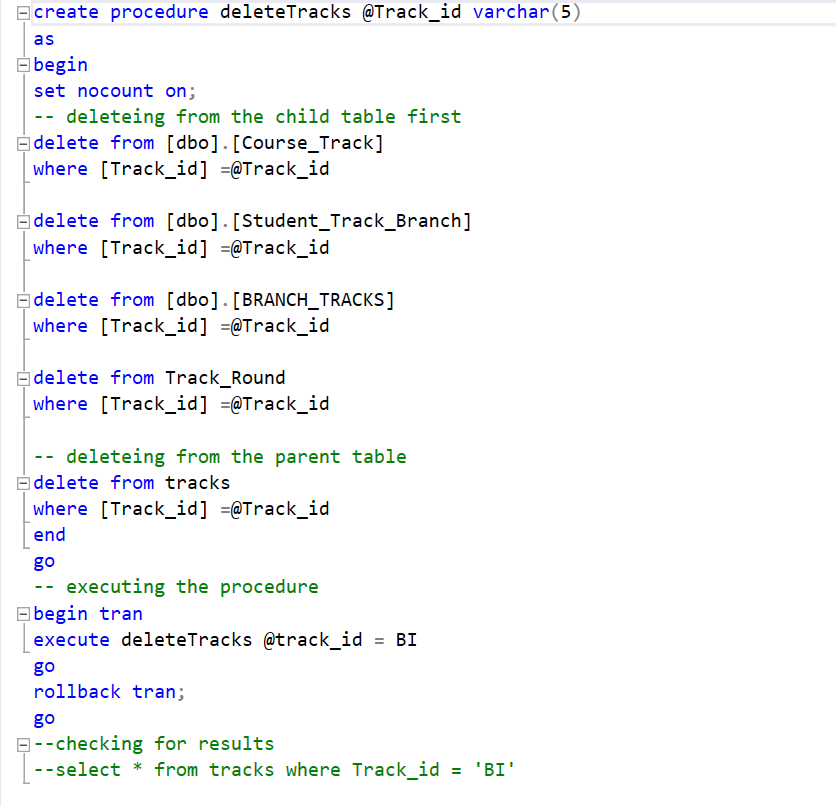 create procedure deleteTracks @Track_id varchar(5)
as
begin
set nocount on;
-- deleteing from the child table first
delete from [dbo].[Course_Track]
where [Track_id] =@Track_id
delete from [dbo].[Student_Track_Branch]
where [Track_id] =@Track_id
delete from [dbo].[BRANCH_TRACKS]
where [Track_id] =@Track_id
delete from Track_Round
where [Track_id] =@Track_id
-- deleteing from the parent table
delete from tracks
where [Track_id] =@Track_id
end
go
-- executing the procedure
begin tran
execute deleteTracks @track_id = BI
go
rollback tran;
go
--checking for results
--select * from tracks where Track_id = 'BI'